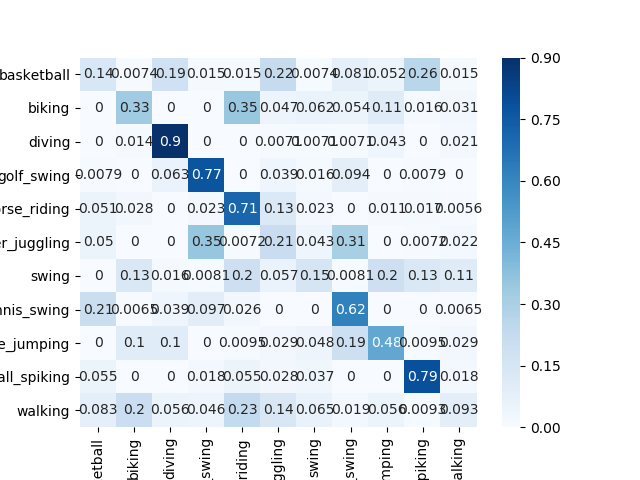 basketball 0.14 0.0074 0.19 0.015 0.015 0.22 0.0074 0.081 0.052 0.26 0.015 0.90
biking 0 0.33 0 0 0.35 0.047 0.062 0.054 0.11 0.016 0.031
diving 0 0.014 0.9 0 0 0.0071 0.0071 0.0071 0.043 0 0.021 0.75
golf_swing 0.0079 0 0.063 0.77 0 0.039 0.016 0.094 0 0.0079 0
rse_riding 0.051 0.028 0 0.023 0.71 0.13 0.023 0 0.011 0.017 0.0056 0.60
er_juggling 0.05 0 0 0.35 0.0072 0.21 0.043 0.31 0 0.0072 0.022 0.45
swing 0 0.13 0.016 0.0081 0.2 0.057 0.15 0.0081 0.2 0.13 0.11
nnis_swing 0.21 0.0065 0.039 0.097 0.026 0 0 0.62 0 0 0.0065 0.30
e_jumping 0 0.1 0.1 0 0.0095 0.029 0.048 0.19 0.48 0.0095 0.029
all_spiking 0.055 0 0 0.018 0.055 0.028 0.037 0 0 0.79 0.018 0.15
walking 0.083 0.2 0.056 0.046 0.23 0.14 0.065 0.019 0.056 0.0093 0.093
0.00
etball biking diving _swing riding ggling swing _swing mping piking alking